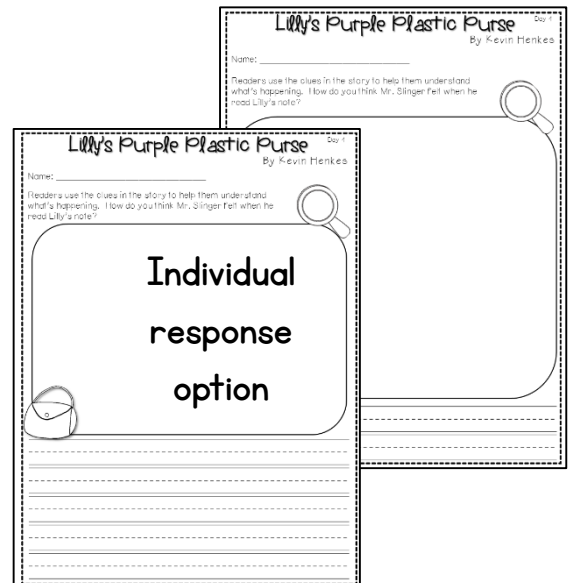 Lilly's Purple Plastic Purse
Day 4
By Kevin Henkes
Name:
Readers use the clues in the story to help them understand
what's happening. How do you think Mr. Slinger felt when he
read Lilly's note?
Lilly's Purple Plastic Purse
Day 4
By Kevin Henkes
Name:
Readers use the clues in the story to help them understand
what's happening. How do you think Mr. Slinger felt when he
read Lilly's note?
Individual
response
option